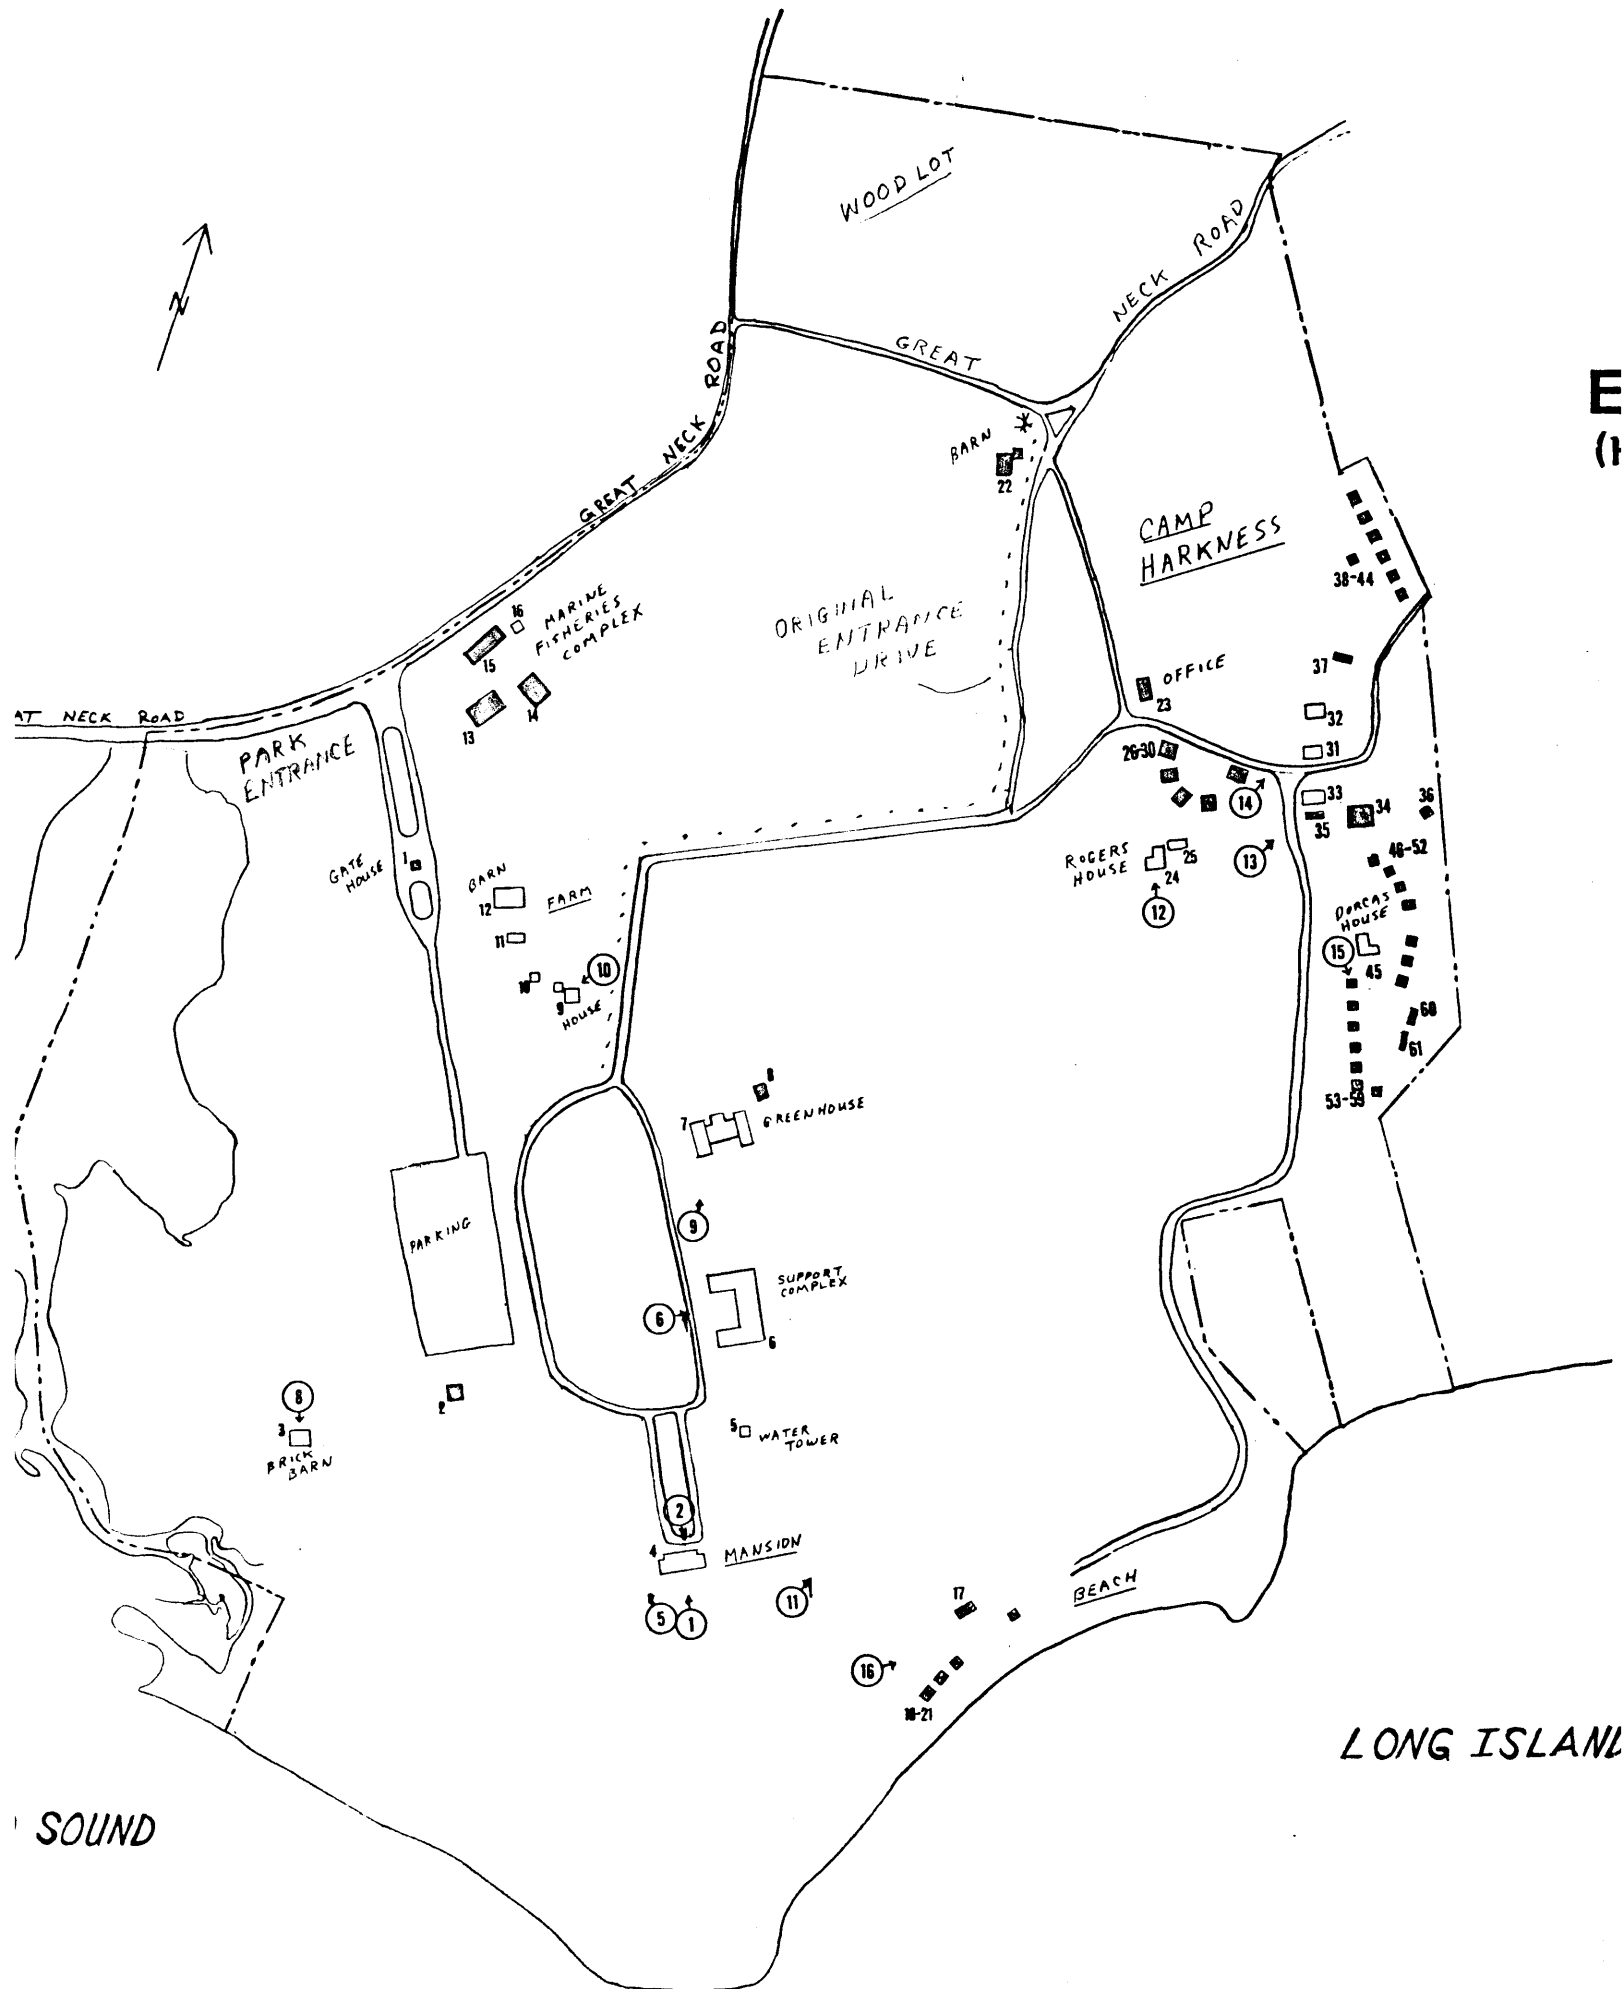 WOOD LOT
N
GREAT NECK ROAD
GREAT NECK ROAD
E
(H
BARN
22
CAMP
HARKNESS
38-44
ORIGINAL
ENTRANCE
DRIVE
16
MARINE
FISHERIES
COMPLEX
15
14
13
37
OFFICE
23
32
31
AT NECK ROAD
PARK
ENTRANCE
26-30
14
33
34
36
35
13
GATE
HOUSE
1
BARN
12
FARM
11
ROGERS
HOUSE
25
24
12
46-52
DORCAS
HOUSE
15
45
10
10
9
HOUSE
60
61
53-59
8
7
GREENHOUSE
PARKING
9
SUPPORT
COMPLEX
6
6
2
8
3
BRICK
BARN
5
WATER
TOWER
2
4
MANSION
5
1
11
17
BEACH
16
18-21
LONG ISLAND
SOUND